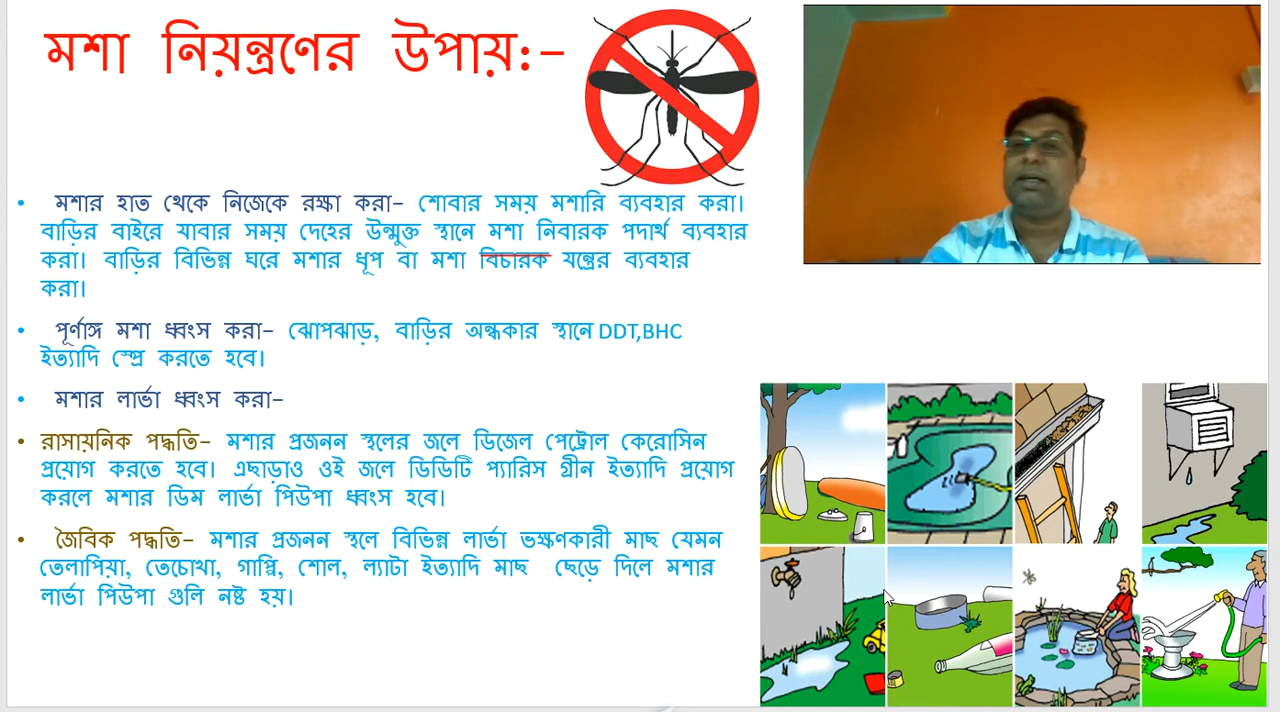 মশা নিয়ন্ত্রণের উপায়:-
মশার হাত থেকে নিজেকে রক্ষা করা- শোবার সময় মশারি ব্যবহার করা।
বাড়ির বাইরে যাবার সময় দেহের উন্মুক্ত স্থানে মশা নিবারক পদার্থ ব্যবহার
করা। বাড়ির বিভিন্ন ঘরে মশার ধূপ বা মশা বিচারক যন্ত্রের ব্যবহার
করা।
পূর্ণাঙ্গ মশা ধ্বংস করা- ঝোপঝাড়, বাড়ির অন্ধকার স্থানে DDT,BHC
ইত্যাদি স্প্রে করতে হবে।
মশার লার্ভা ধ্বংস করা-
রাসায়নিক পদ্ধতি- মশার প্রজনন স্থলের জলে ডিজেল পেট্রোল কেরোসিন
প্রয়োগ করতে হবে। এছাড়াও ওই জলে ডিডিটি প্যারিস গ্রীন ইত্যাদি প্রয়োগ
করলে মশার ডিম লার্ভা পিউপা ধ্বংস হবে।
জৈবিক পদ্ধতি- মশার প্রজনন স্থলে বিভিন্ন লার্ভা ভক্ষণকারী মাছ যেমন
তেলাপিয়া, তেচোখা, গাপ্পি, শোল, ল্যাটা ইত্যাদি মাছ ছেড়ে দিলে মশার
লার্ভা পিউপা গুলি নষ্ট হয়।